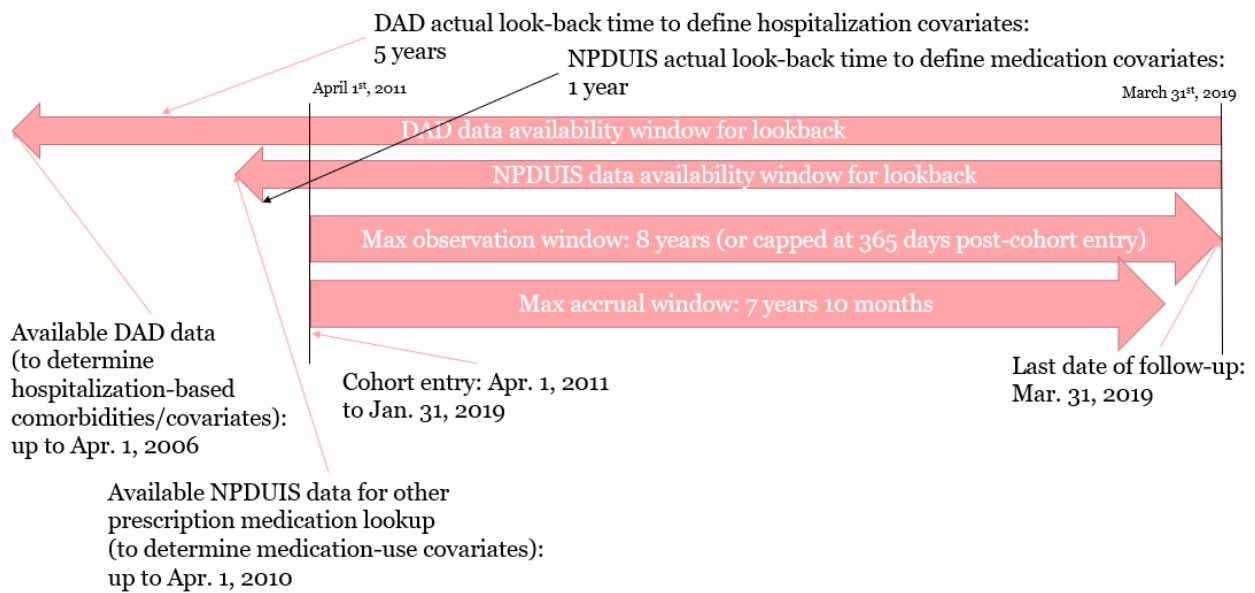 DAD actual look-back time to define hospitalization covariates:
5 years
NPDUIS actual look-back time to define medication covariates:
1 year
April 1st, 2011
March 31st, 2019
DAD data availability window for lookback
NPDUIS data availability window for lookback
Max observation window: 8 years (or capped at 365 days post-cohort entry)
Max accrual window: 7 years 10 months
Available DAD data
(to determine
hospitalization-based
comorbidities/covariates):
up to Apr. 1, 2006
Cohort entry: Apr. 1, 2011
to Jan. 31, 2019
Last date of follow-up:
Mar. 31, 2019
Available NPDUIS data for other
prescription medication lookup
(to determine medication-use covariates):
up to Apr. 1, 2010